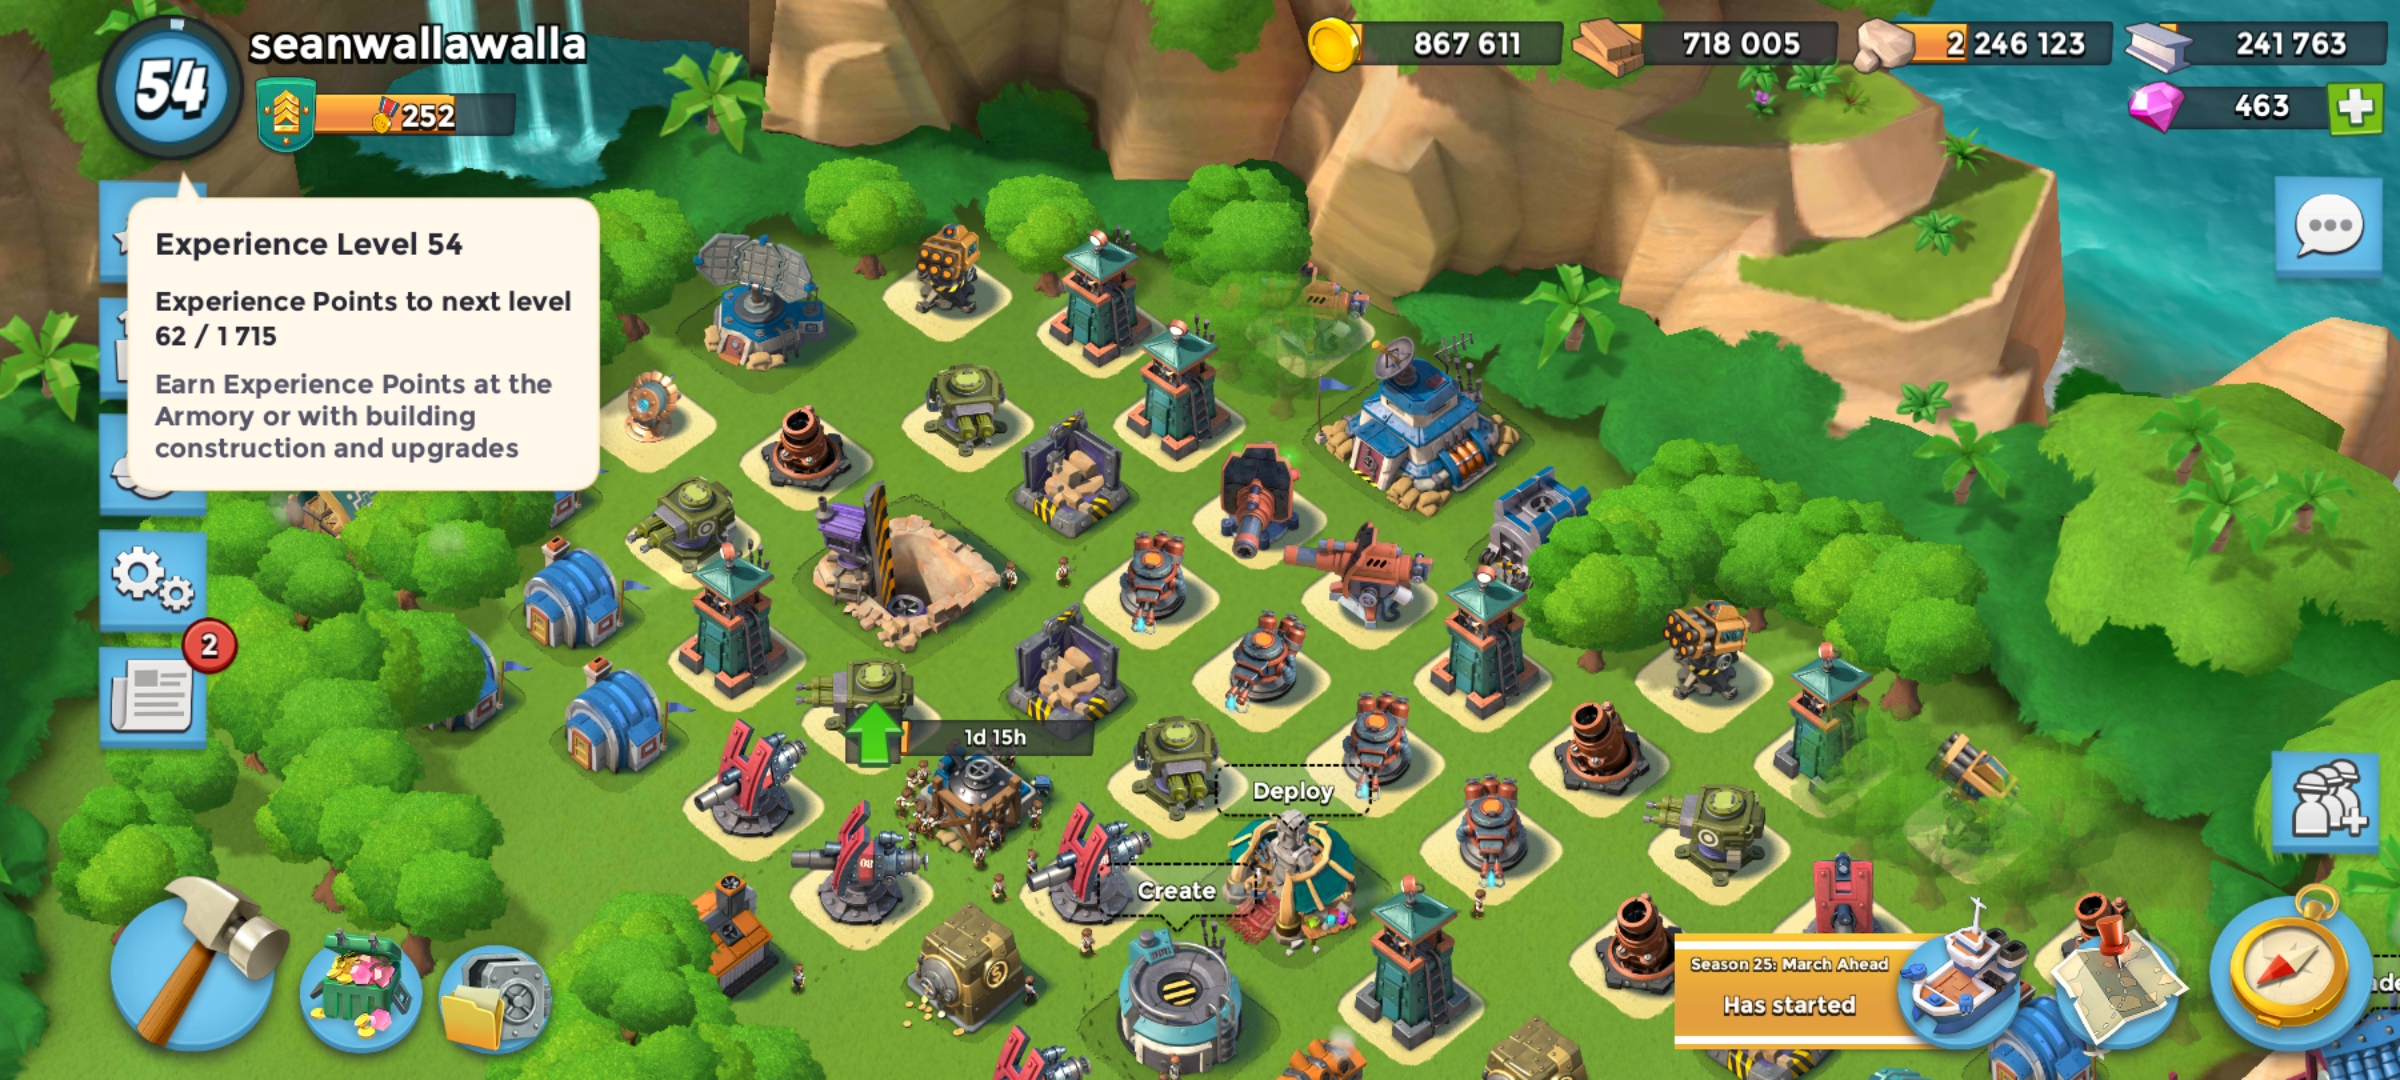 54
seanwallawalla
252
867 611
718 005
2 246 123
241 763
463
Experience Level 54
Experience Points to next level
62 / 1 715
Earn Experience Points at the
Armory or with building
construction and upgrades
2
1d 15h
Deploy
Create
Season 25: March Ahead
Has started